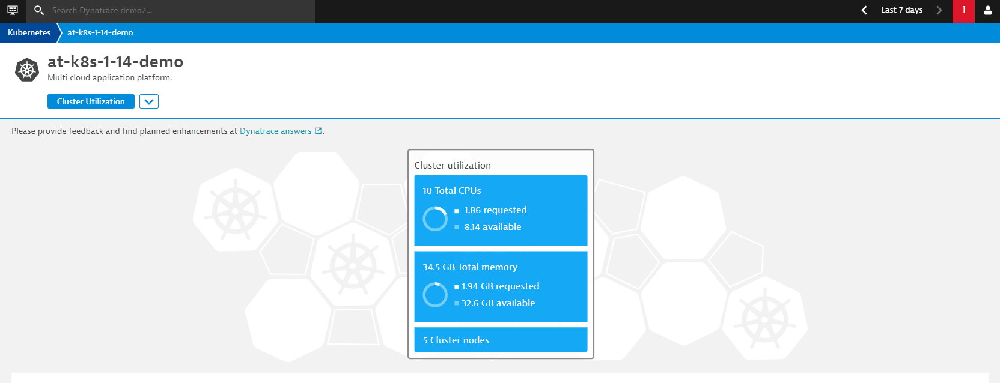 Search Dynatrace demo2...
Last 7 days
1
Kubernetes
at-k8s-1-14-demo
at-k8s-1-14-demo
Multi cloud application platform.
Cluster Utilization
Please provide feedback and find planned enhancements at Dynatrace answers.
Cluster utilization
10 Total CPUs
1.86 requested
8.14 available
34.5 GB Total memory
1.94 GB requested
32.6 GB available
5 Cluster nodes